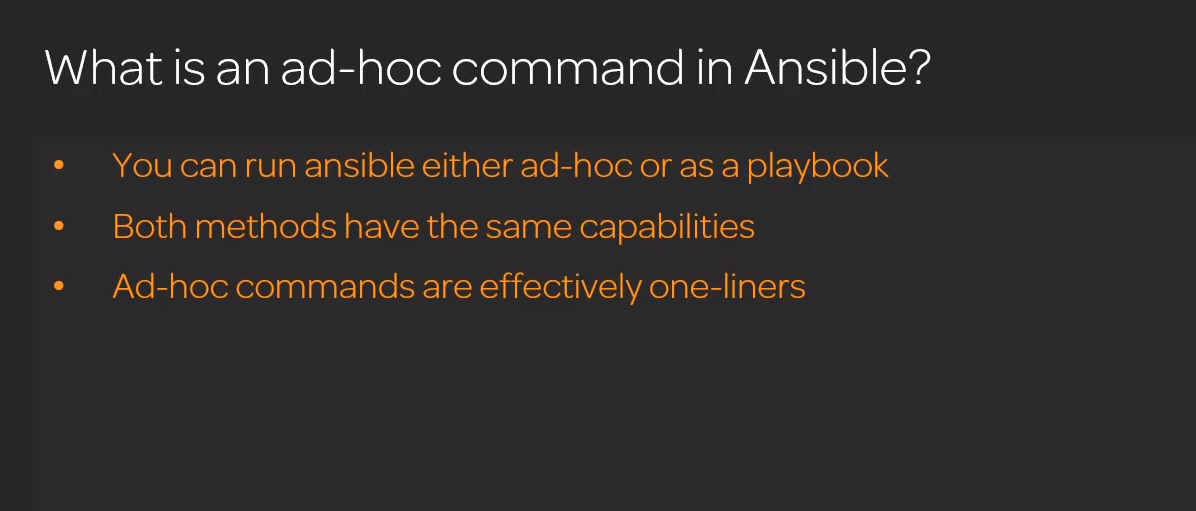 What is an ad-hoc command in Ansible?
• You can run ansible either ad-hoc or as a playbook
• Both methods have the same capabilities
• Ad-hoc commands are effectively one-liners